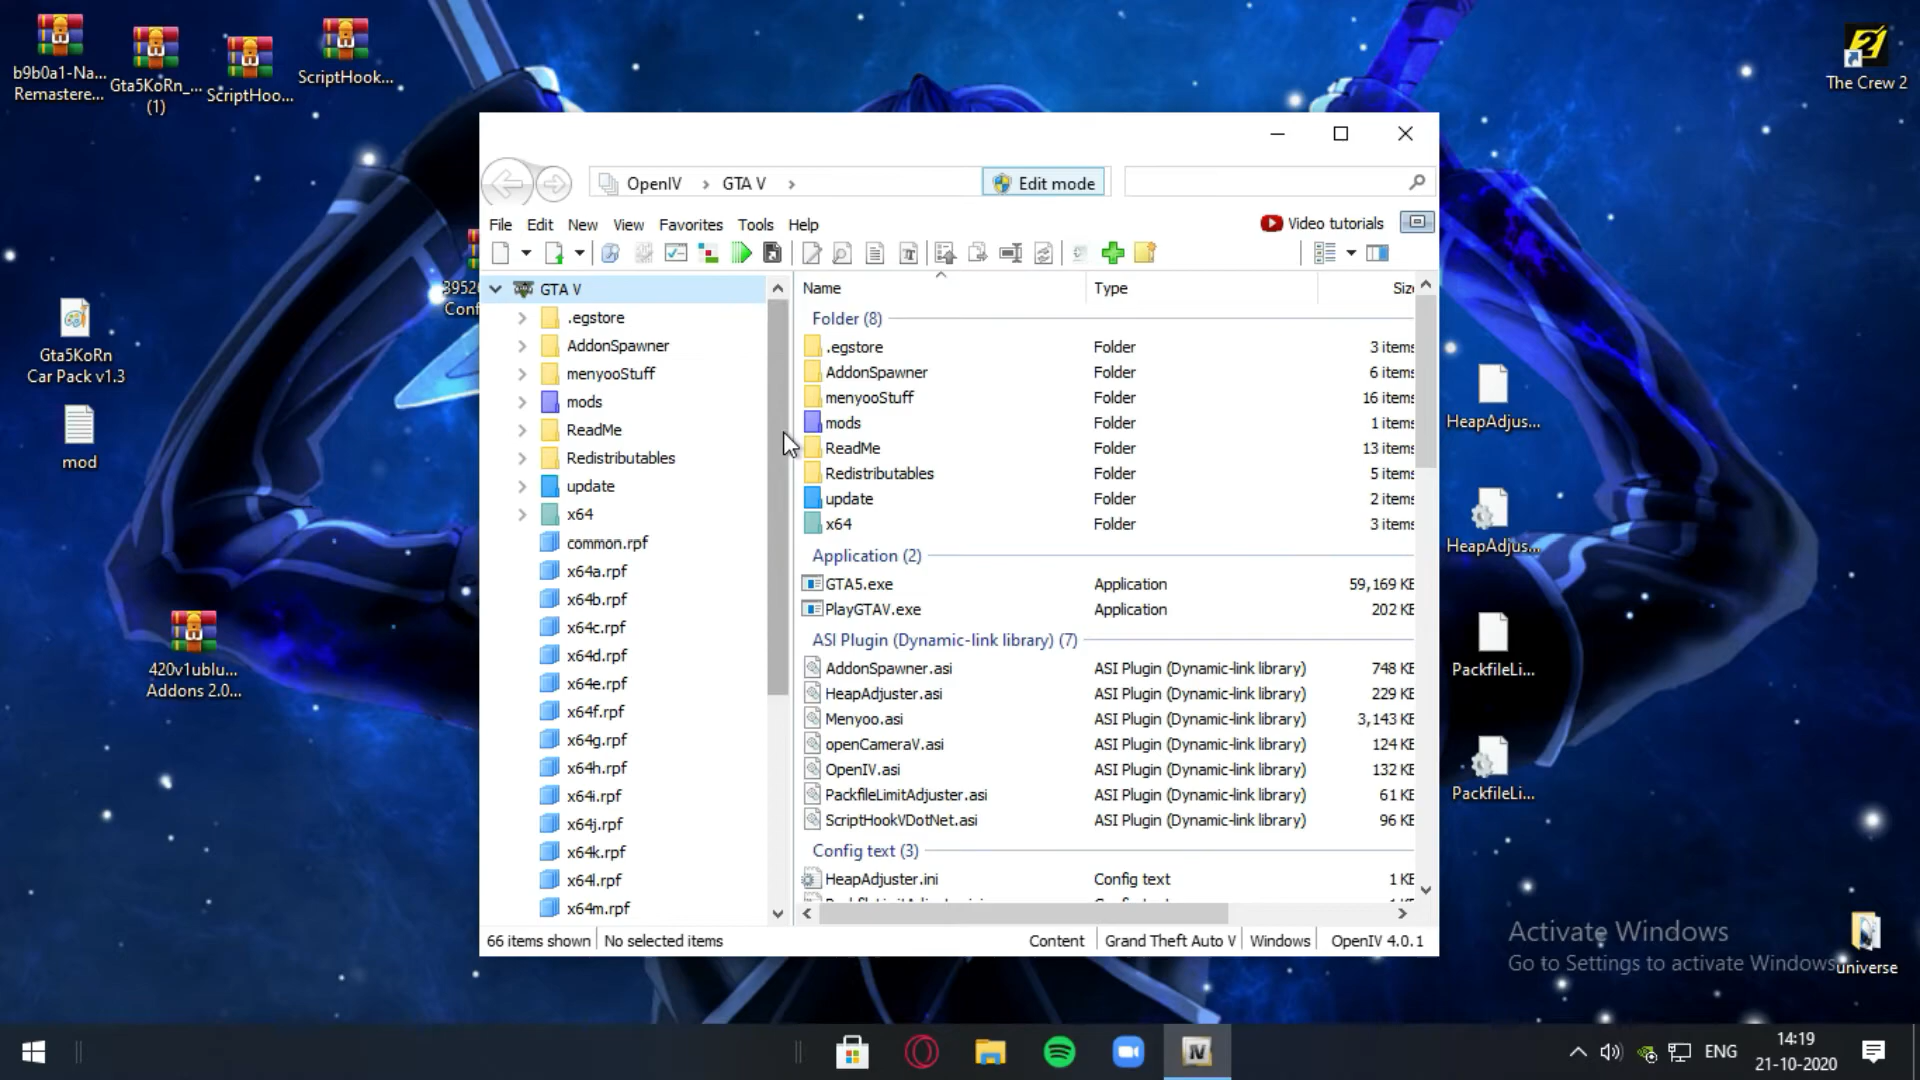 b9b0a1-Na...
Remastere...
Gta5KoRn_...
(1)
ScriptHoo...
ScriptHook...
The Crew 2
Gta5KoRn
Car Pack v1.3
mod
420v1ublu...
Addons 2.0...
HeapAdjus...
HeapAdjus...
PackfileLi...
PackfileLi...
universe
OpenIV
GTA V
Edit mode
File Edit New View Favorites Tools Help
Video tutorials
GTA V
.egstore
AddonSpawner
menyooStuff
mods
ReadMe
Redistributables
update
x64
common.rpf
x64a.rpf
x64b.rpf
x64c.rpf
x64d.rpf
x64e.rpf
x64f.rpf
x64g.rpf
x64h.rpf
x64i.rpf
x64j.rpf
x64k.rpf
x64l.rpf
x64m.rpf
Name Type Size
Folder (8)
.egstore Folder 3 items
AddonSpawner Folder 6 items
menyooStuff Folder 16 items
mods Folder 1 items
ReadMe Folder 13 items
Redistributables Folder 5 items
update Folder 2 items
x64 Folder 3 items
Application (2)
GTA5.exe Application 59,169 KB
PlayGTAV.exe Application 202 KB
ASI Plugin (Dynamic-link library) (7)
AddonSpawner.asi ASI Plugin (Dynamic-link library) 748 KB
HeapAdjuster.asi ASI Plugin (Dynamic-link library) 229 KB
Menyoo.asi ASI Plugin (Dynamic-link library) 3,143 KB
openCameraV.asi ASI Plugin (Dynamic-link library) 124 KB
OpenIV.asi ASI Plugin (Dynamic-link library) 132 KB
PackfileLimitAdjuster.asi ASI Plugin (Dynamic-link library) 61 KB
ScriptHookVDotNet.asi ASI Plugin (Dynamic-link library) 96 KB
Config text (3)
HeapAdjuster.ini Config text 1 KB
66 items shown No selected items Content Grand Theft Auto V Windows OpenIV 4.0.1
Activate Windows
Go to Settings to activate Windows.
ENG
14:19
21-10-2020